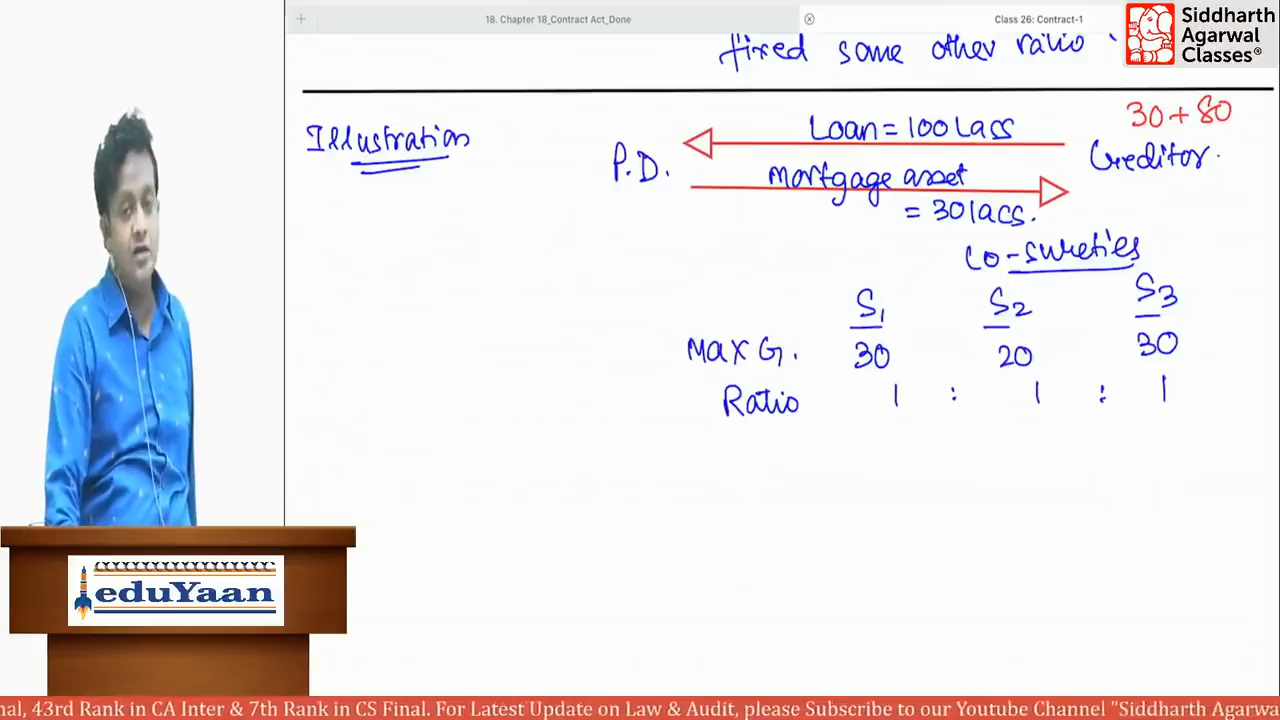 18. Chapter 18_Contract Act_Done
Class 26: Contract-1
Siddharth
Agarwal
Classes®
fixed some other ratio
Illustration
Loan = 100 Lacs
30 + 80
P.D.
Creditor.
mortgage asset
= 30 lacs.
Co-sureties
S1 S2 S3
Max G. 30 20 30
Ratio 1 : 1 : 1
eduYaan
nal, 43rd Rank in CA Inter & 7th Rank in CS Final. For Latest Update on Law & Audit, please Subscribe to our Youtube Channel "Siddharth Agarwa